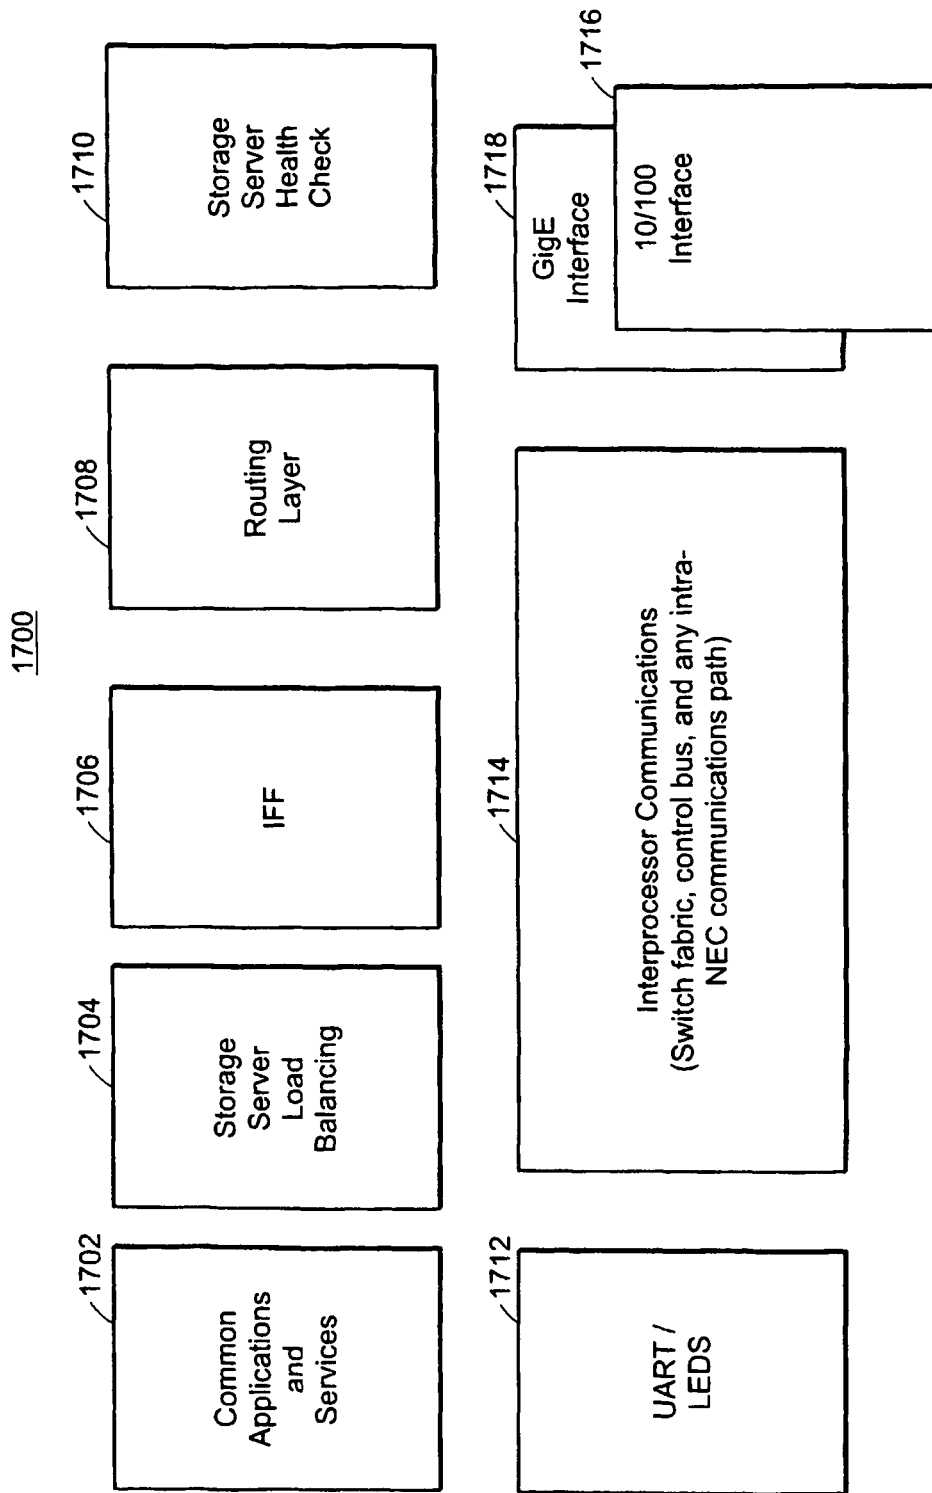 1700
1702
Common
Applications
and
Services
1704
Storage
Server
Load
Balancing
1706
IFF
1708
Routing
Layer
1710
Storage
Server
Health
Check
1712
UART /
LEDS
1714
Interprocessor Communications
(Switch fabric, control bus, and any intra-
NEC communications path)
1718
GigE
Interface
1716
10/100
Interface